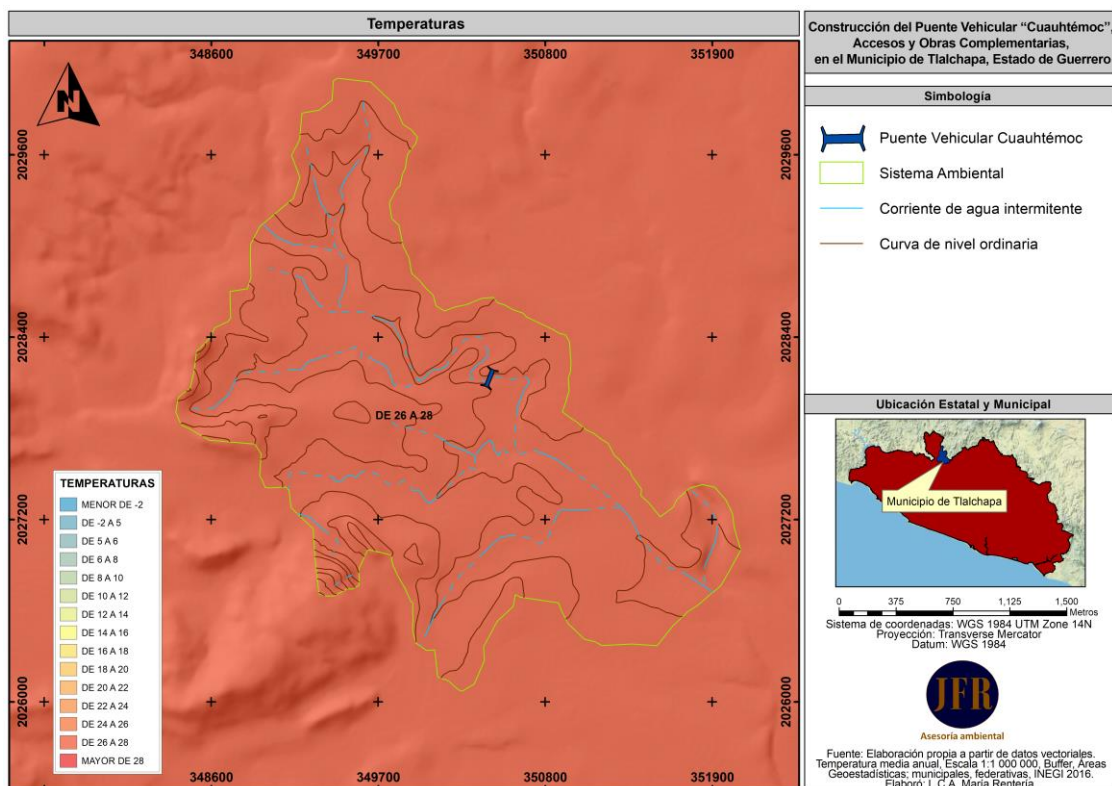 Temperaturas
348600 349700 350800 351900
N
2029600 2029600
2028400 2028400
DE 26 A 28
2027200 2027200
2026000 2026000
348600 349700 350800 351900
TEMPERATURAS
MENOR DE -2
DE -2 A 5
DE 5 A 6
DE 6 A 8
DE 8 A 10
DE 10 A 12
DE 12 A 14
DE 14 A 16
DE 16 A 18
DE 18 A 20
DE 20 A 22
DE 22 A 24
DE 24 A 26
DE 26 A 28
MAYOR DE 28
Construcción del Puente Vehicular “Cuauhtémoc”,
Accesos y Obras Complementarias,
en el Municipio de Tlalchapa, Estado de Guerrero
Simbología
Puente Vehicular Cuauhtémoc
Sistema Ambiental
Corriente de agua intermitente
Curva de nivel ordinaria
Ubicación Estatal y Municipal
Municipio de Tlalchapa
0 375 750 1,125 1,500
Metros
Sistema de coordenadas: WGS 1984 UTM Zone 14N
Proyección: Transverse Mercator
Datum: WGS 1984
JFR
Asesoría ambiental
Fuente: Elaboración propia a partir de datos vectoriales.
Temperatura media anual, Escala 1:1 000 000, Buffer, Áreas
Geoestadísticas; municipales, federativas, INEGI 2016.
Elaboró: L.C.A. María Rentería